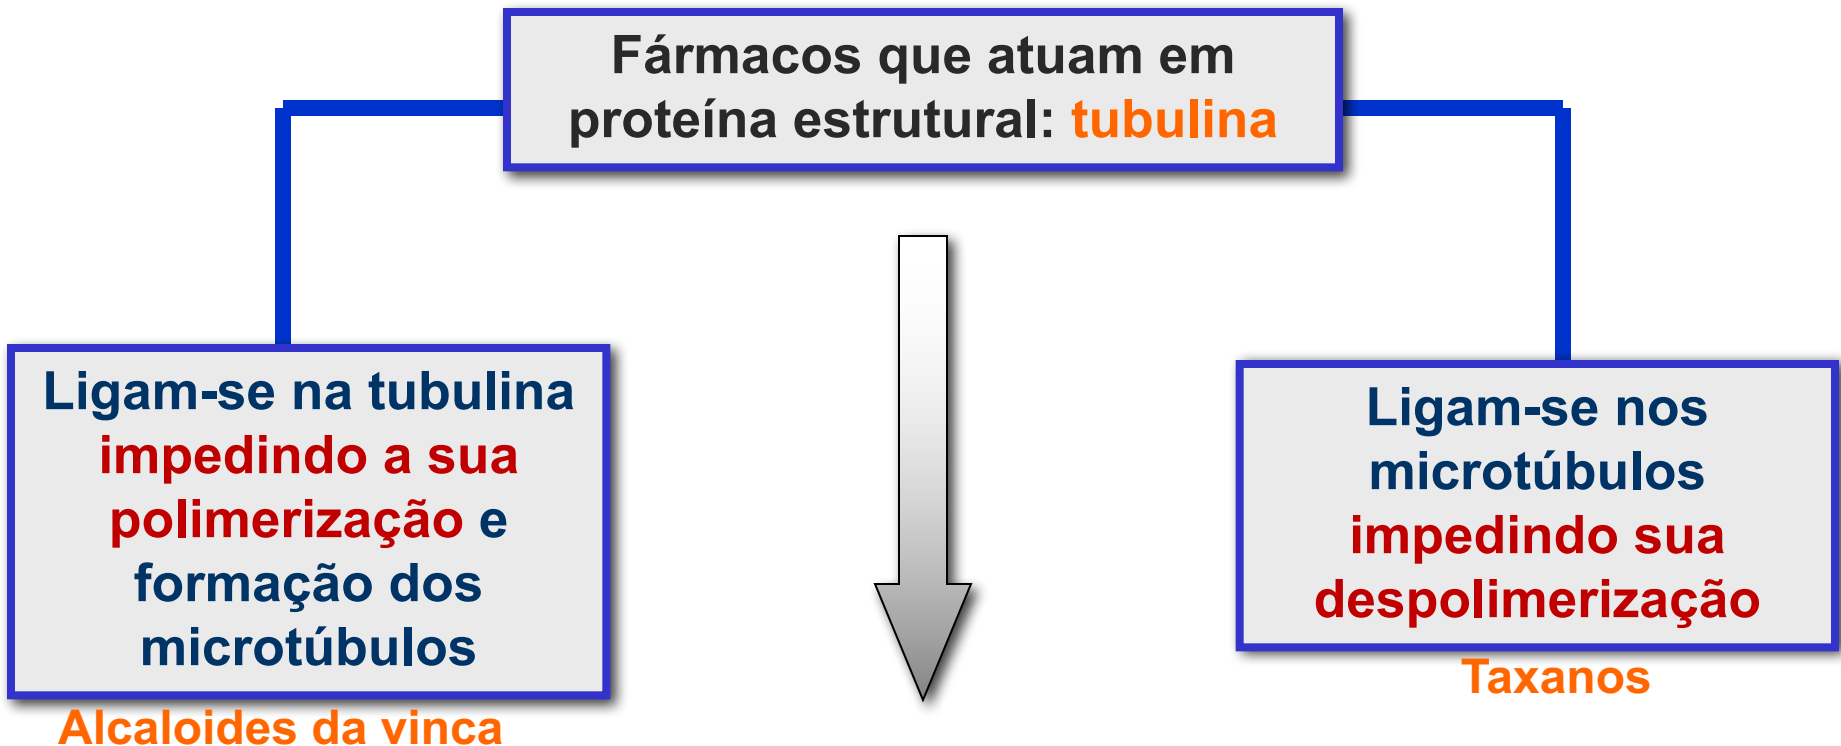 Fármacos que atuam em
proteína estrutural: tubulina
Ligam-se na tubulina
impedindo a sua
polimerização e
formação dos
microtúbulos
Alcaloides da vinca
Ligam-se nos
microtúbulos
impedindo sua
despolimerização
Taxanos